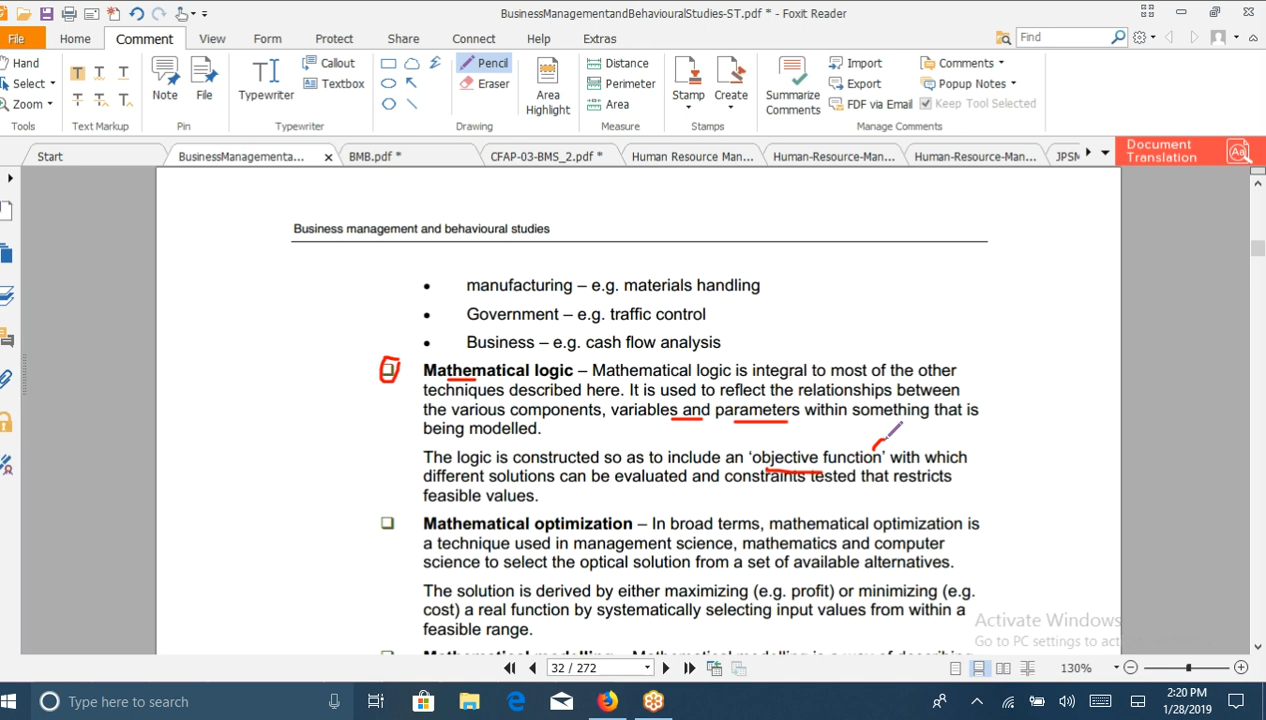 BusinessManagementandBehaviouralStudies-ST.pdf * - Foxit Reader
File Home Comment View Form Protect Share Connect Help Extras Find
Hand
Select
Zoom
Tools
Text Markup
Note
File
Pin
Typewriter
Callout
Textbox
Typewriter
Pencil
Eraser
Area
Highlight
Drawing
Distance
Perimeter
Area
Measure
Stamp
Create
Stamps
Summarize
Comments
Import
Export
FDF via Email
Comments
Popup Notes
Keep Tool Selected
Manage Comments
Start BusinessManagementa... BMB.pdf * CFAP-03-BMS_2.pdf * Human Resource Man... Human-Resource-Man... Human-Resource-Man... JPSM
Document
Translation
Business management and behavioural studies
• manufacturing – e.g. materials handling
• Government – e.g. traffic control
• Business – e.g. cash flow analysis
❑ Mathematical logic – Mathematical logic is integral to most of the other
techniques described here. It is used to reflect the relationships between
the various components, variables and parameters within something that is
being modelled.
The logic is constructed so as to include an ‘objective function’ with which
different solutions can be evaluated and constraints tested that restricts
feasible values.
❑ Mathematical optimization – In broad terms, mathematical optimization is
a technique used in management science, mathematics and computer
science to select the optical solution from a set of available alternatives.
The solution is derived by either maximizing (e.g. profit) or minimizing (e.g.
cost) a real function by systematically selecting input values from within a
feasible range.
Activate Windows
Go to PC settings to act
Mathematical modelling – Mathematical modelling is a way of describing
32 / 272
130%
Type here to search
2:20 PM
1/28/2019